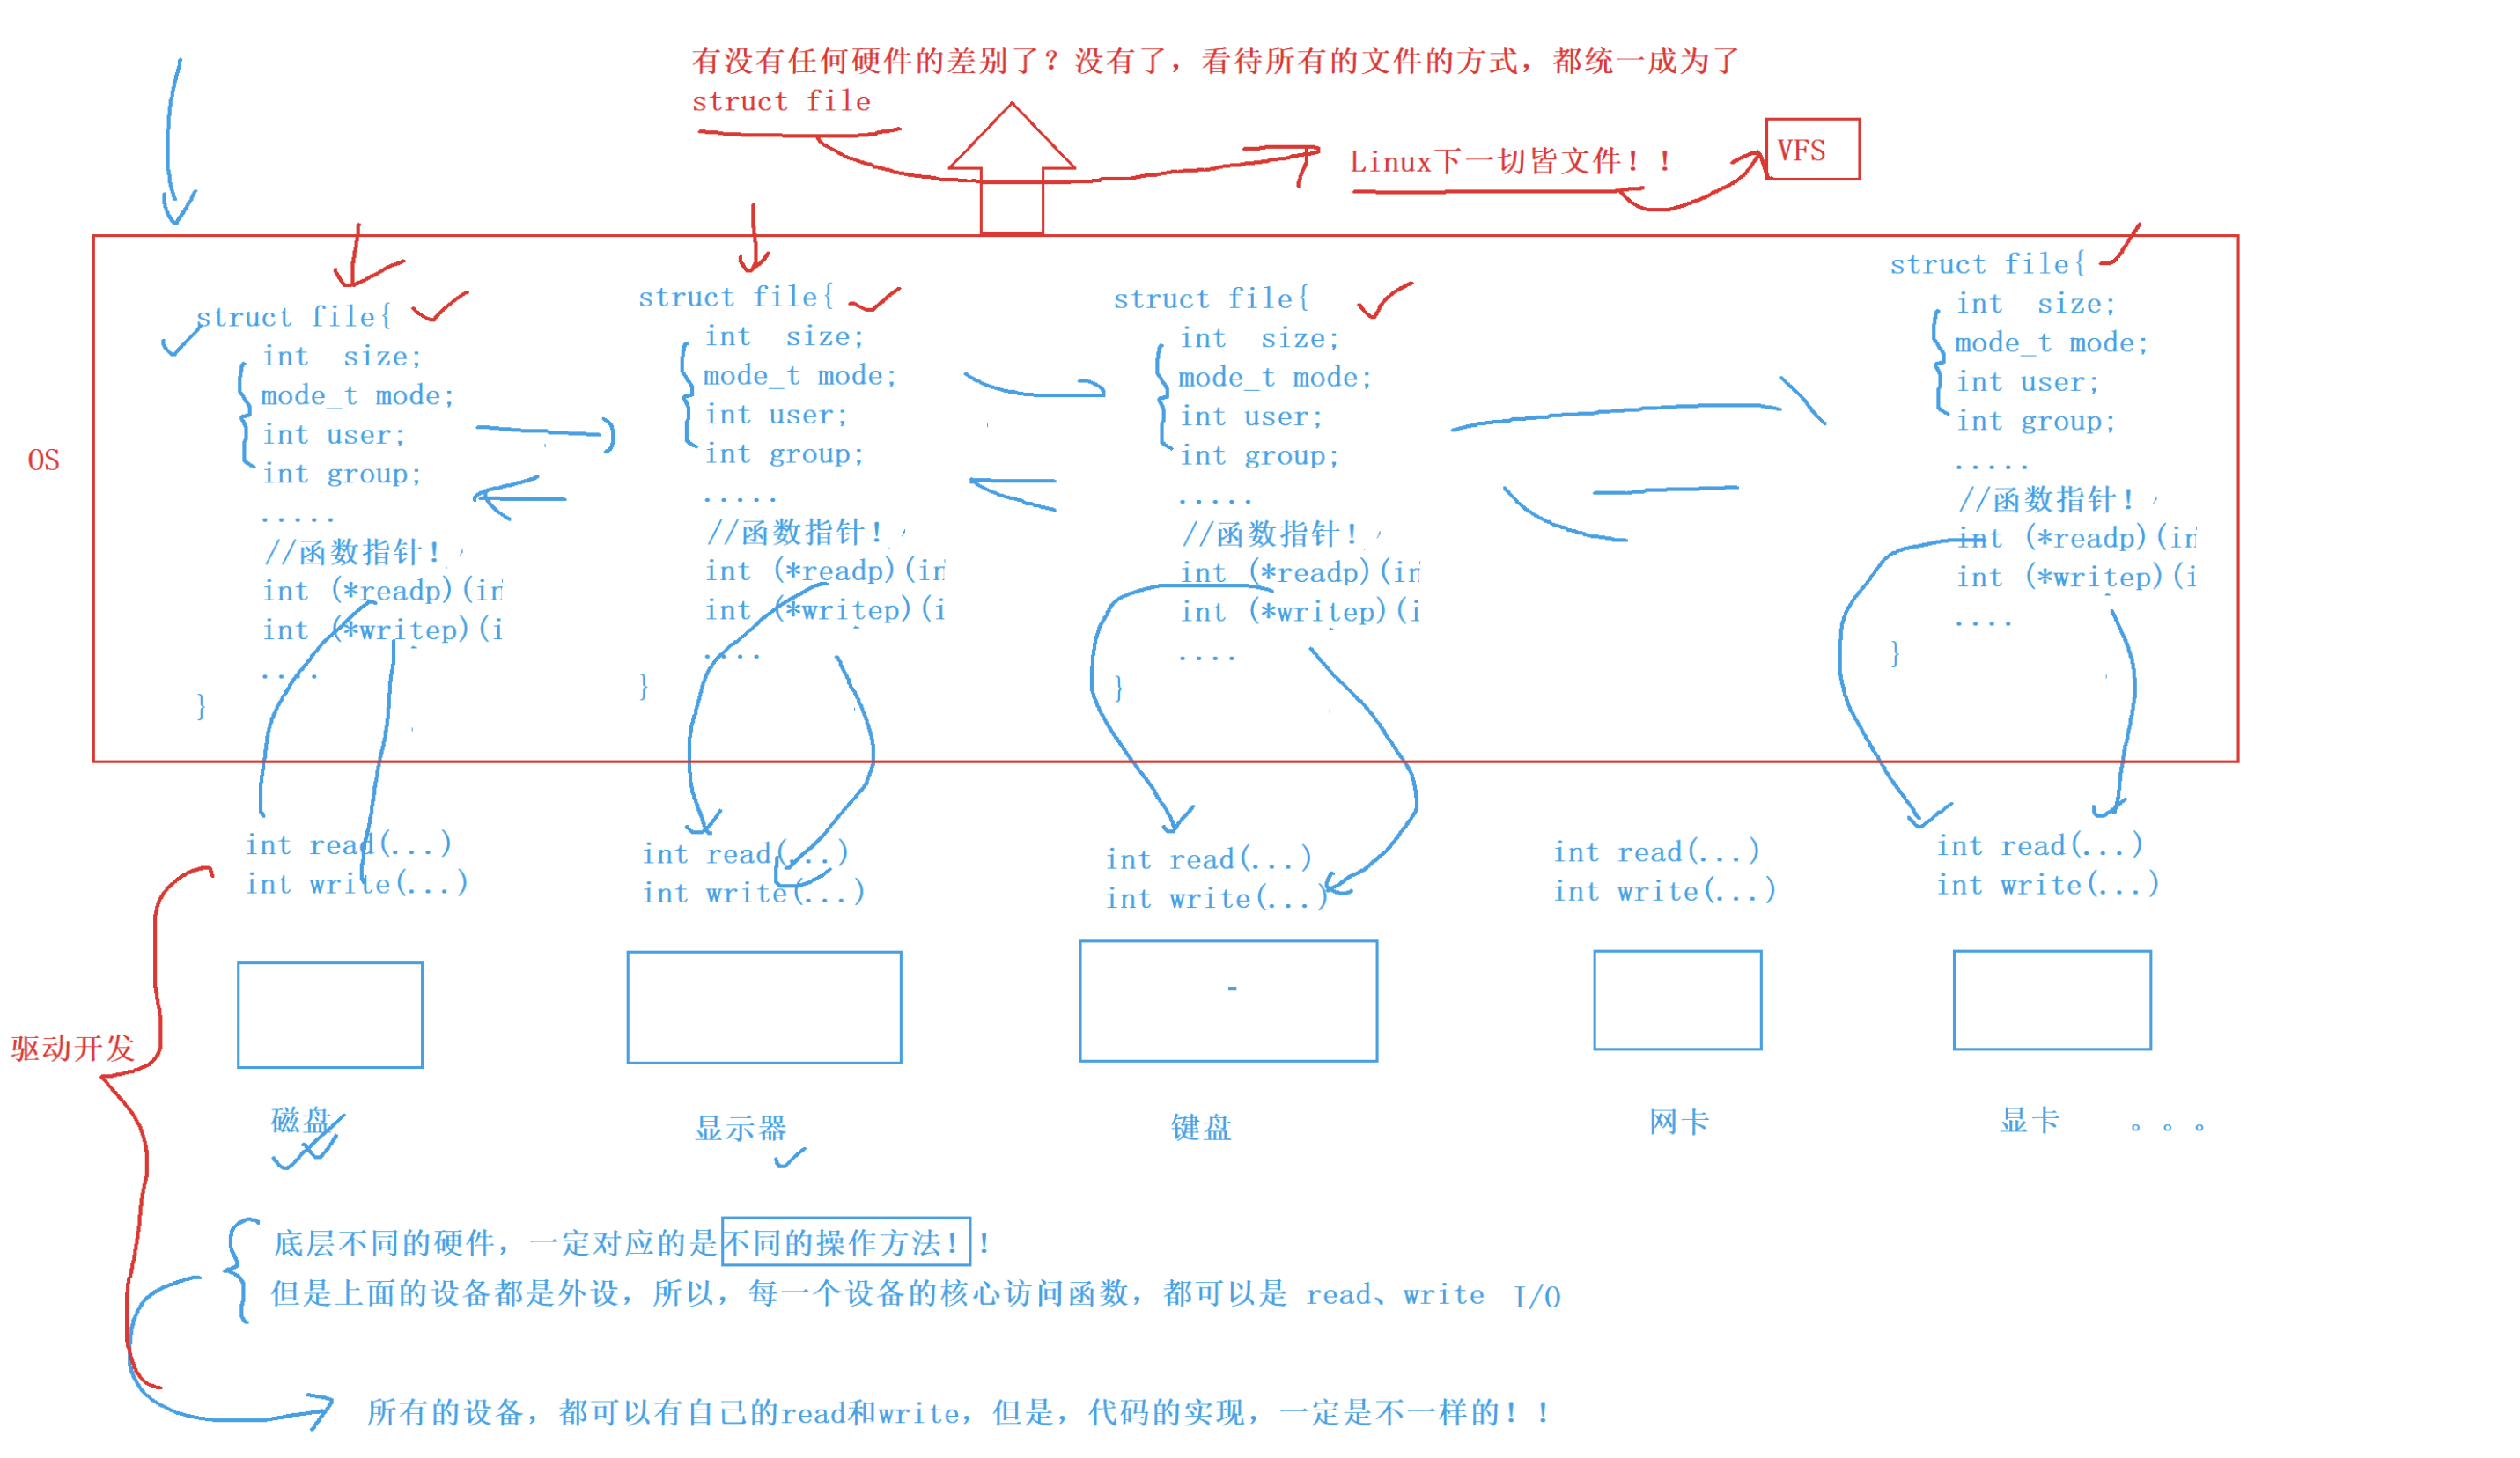 有没有任何硬件的差别了？没有了，看待所有的文件的方式，都统一成为了
struct file
Linux下一切皆文件！！
VFS
OS
struct file{
int  size;
mode_t mode;
int user;
int group;
.....
//函数指针！
int (*readp)(in
int (*writep)(i
....
}
struct file{
int  size;
mode_t mode;
int user;
int group;
.....
//函数指针！
int (*readp)(in
int (*writep)(i
....
}
struct file{
int  size;
mode_t mode;
int user;
int group;
.....
//函数指针！
int (*readp)(in
int (*writep)(i
....
}
struct file{
int  size;
mode_t mode;
int user;
int group;
.....
//函数指针！
int (*readp)(in
int (*writep)(i
....
}
int read(...)
int write(...)
int read(...)
int write(...)
int read(...)
int write(...)
int read(...)
int write(...)
int read(...)
int write(...)
驱动开发
磁盘
显示器
键盘
网卡
显卡
。。。
底层不同的硬件，一定对应的是不同的操作方法！！
但是上面的设备都是外设，所以，每一个设备的核心访问函数，都可以是 read、write I/O
所有的设备，都可以有自己的read和write，但是，代码的实现，一定是不一样的！！